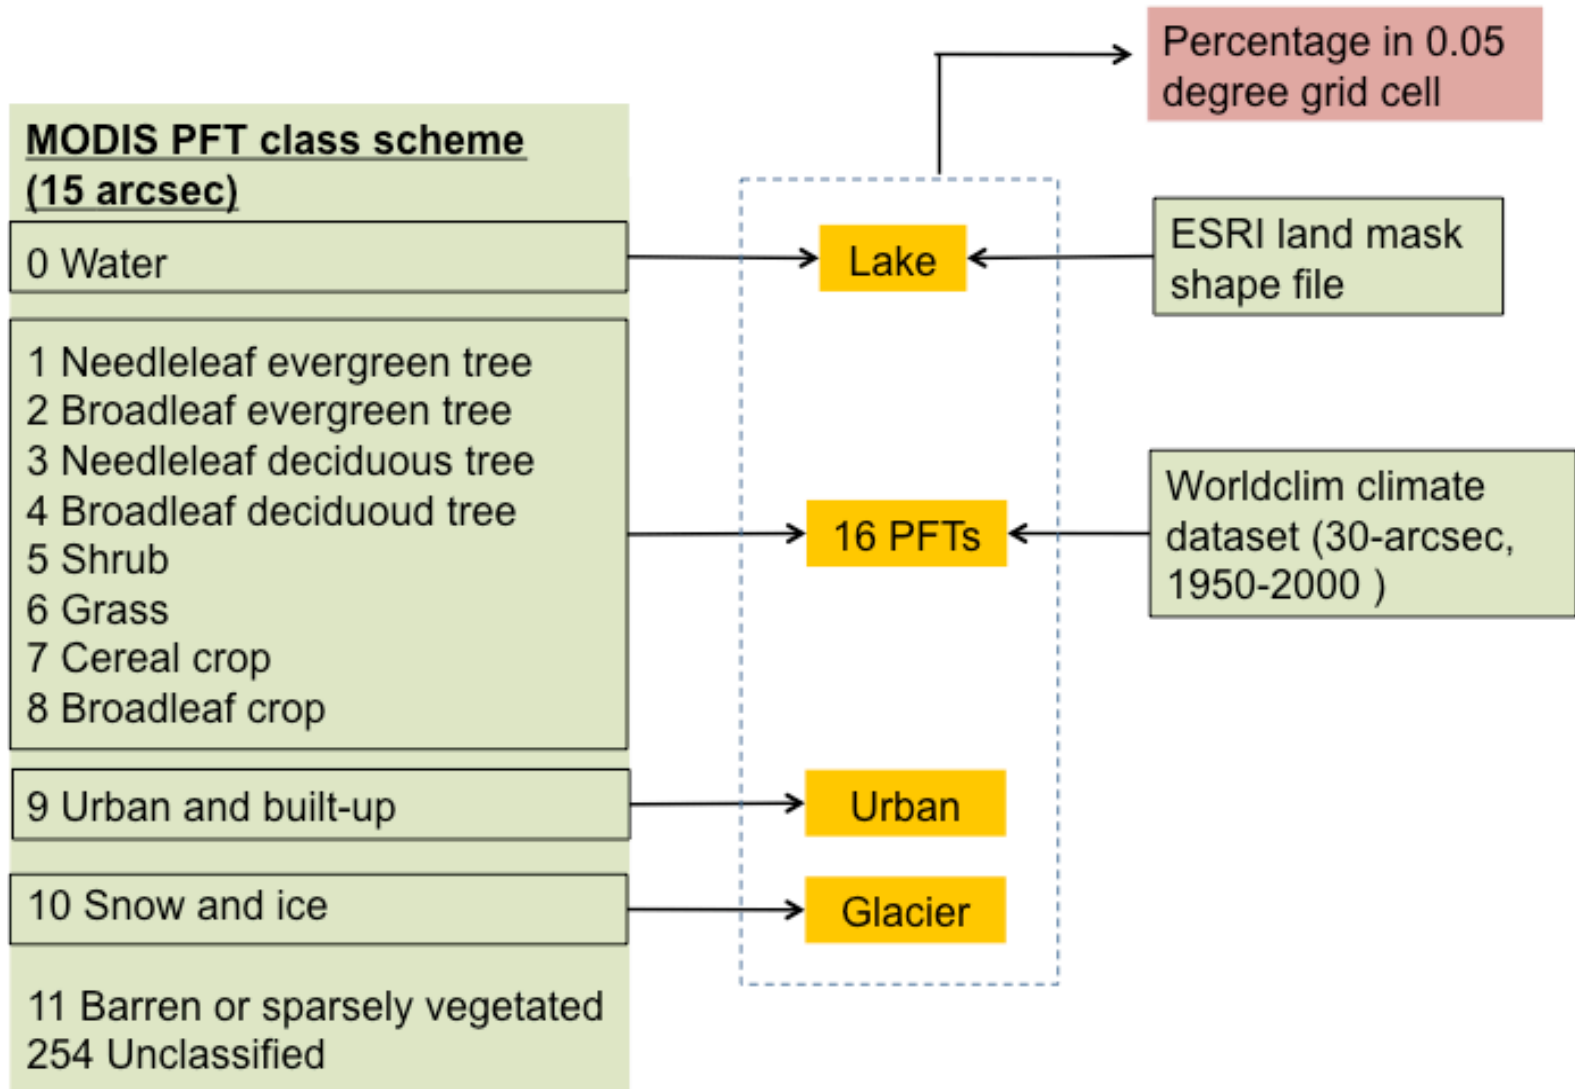 Percentage in 0.05
degree grid cell
MODIS PFT class scheme
(15 arcsec)
0 Water
Lake
ESRI land mask
shape file
1 Needleleaf evergreen tree
2 Broadleaf evergreen tree
3 Needleleaf deciduous tree
4 Broadleaf deciduoud tree
5 Shrub
6 Grass
7 Cereal crop
8 Broadleaf crop
16 PFTs
Worldclim climate
dataset (30-arcsec,
1950-2000 )
9 Urban and built-up
Urban
10 Snow and ice
Glacier
11 Barren or sparsely vegetated
254 Unclassified